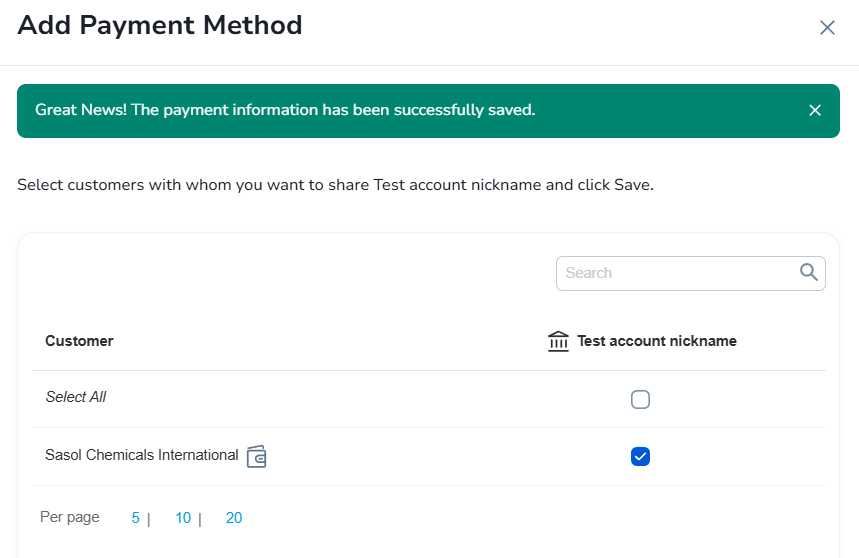 Add Payment Method
Great News! The payment information has been successfully saved.
Select customers with whom you want to share Test account nickname and click Save.
Search
Customer Test account nickname
Select All
Sasol Chemicals International
Per page 5 | 10 | 20